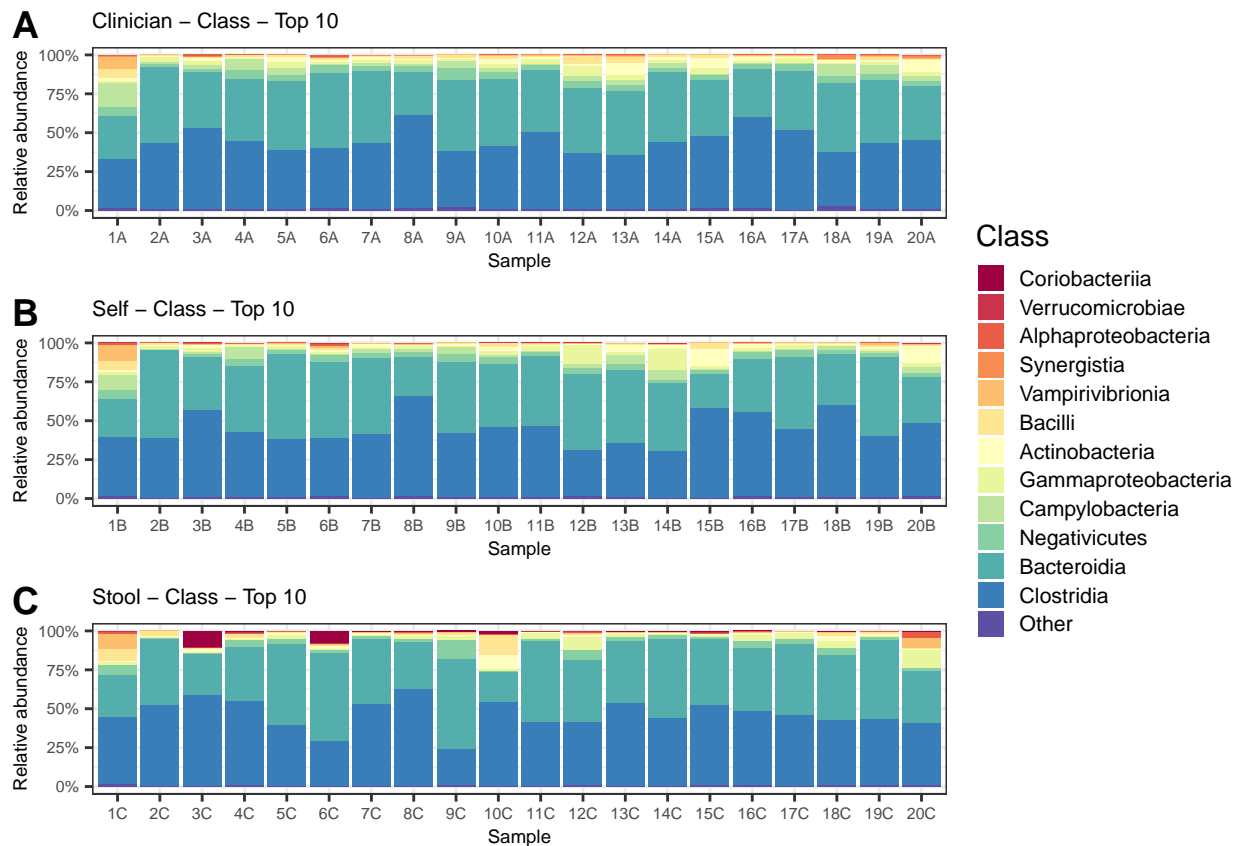 A
Clinician − Class − Top 10
Relative abundance
100%
75%
50%
25%
0%
1A 2A 3A 4A 5A 6A 7A 8A 9A 10A 11A 12A 13A 14A 15A 16A 17A 18A 19A 20A
Sample
B
Self − Class − Top 10
Relative abundance
100%
75%
50%
25%
0%
1B 2B 3B 4B 5B 6B 7B 8B 9B 10B 11B 12B 13B 14B 15B 16B 17B 18B 19B 20B
Sample
C
Stool − Class − Top 10
Relative abundance
100%
75%
50%
25%
0%
1C 2C 3C 4C 5C 6C 7C 8C 9C 10C 11C 12C 13C 14C 15C 16C 17C 18C 19C 20C
Sample
Class
Coriobacteriia
Verrucomicrobiae
Alphaproteobacteria
Synergistia
Vampirivibrionia
Bacilli
Actinobacteria
Gammaproteobacteria
Campylobacteria
Negativicutes
Bacteroidia
Clostridia
Other